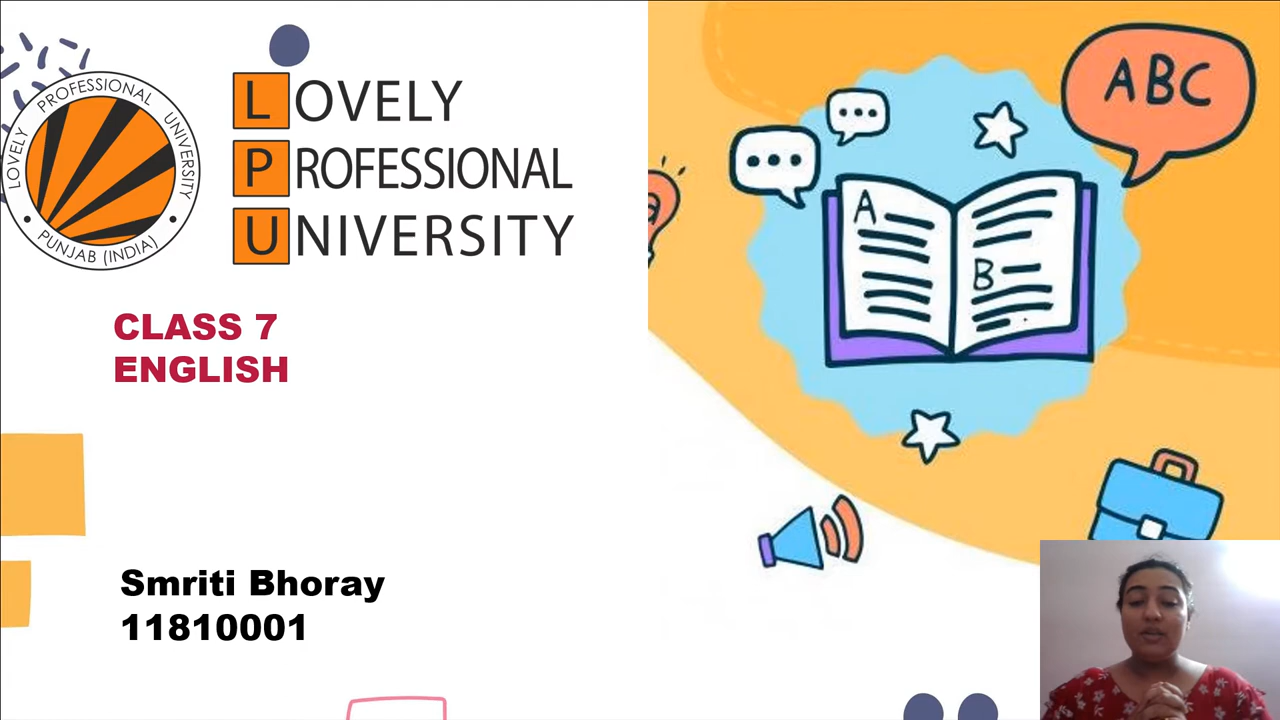 LOVELY PROFESSIONAL UNIVERSITY
PUNJAB (INDIA)
LOVELY
PROFESSIONAL
UNIVERSITY
CLASS 7
ENGLISH
Smriti Bhoray
11810001
ABC
A
B